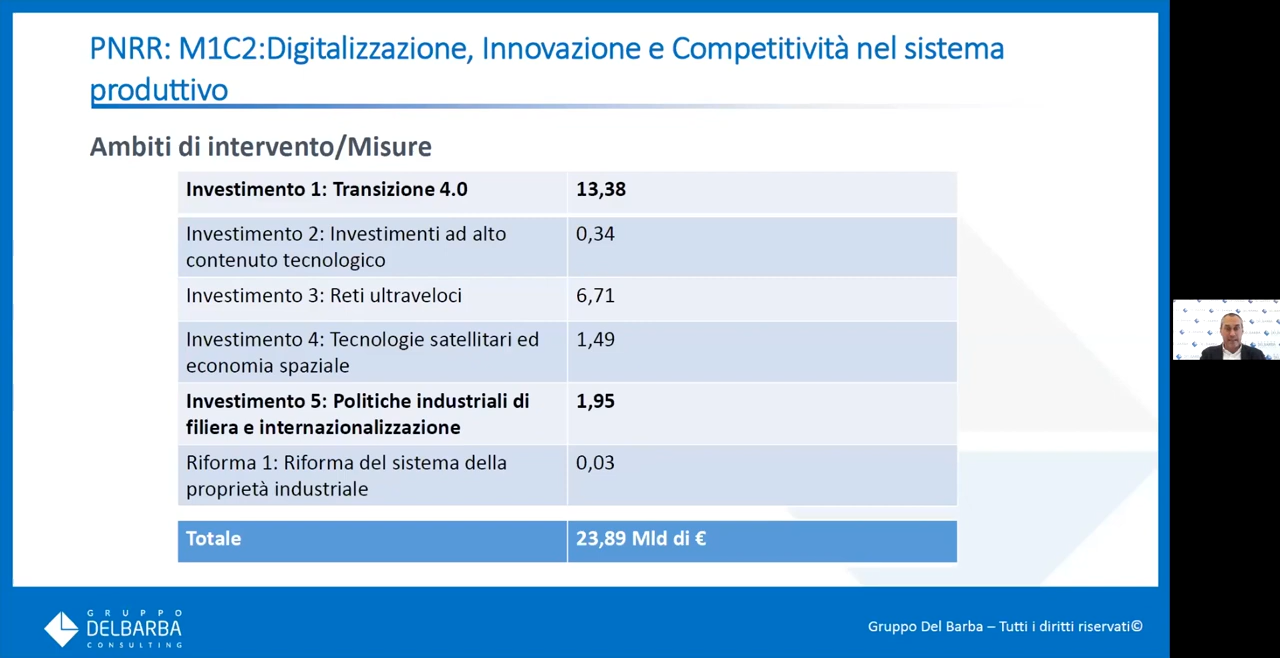 PNRR: M1C2:Digitalizzazione, Innovazione e Competitività nel sistema
produttivo
Ambiti di intervento/Misure
Investimento 1: Transizione 4.0 13,38
Investimento 2: Investimenti ad alto 0,34
contenuto tecnologico
Investimento 3: Reti ultraveloci 6,71
Investimento 4: Tecnologie satellitari ed 1,49
economia spaziale
Investimento 5: Politiche industriali di 1,95
filiera e internazionalizzazione
Riforma 1: Riforma del sistema della 0,03
proprietà industriale
Totale 23,89 Mld di €
GRUPPO
DELBARBA
CONSULTING
Gruppo Del Barba – Tutti i diritti riservati©